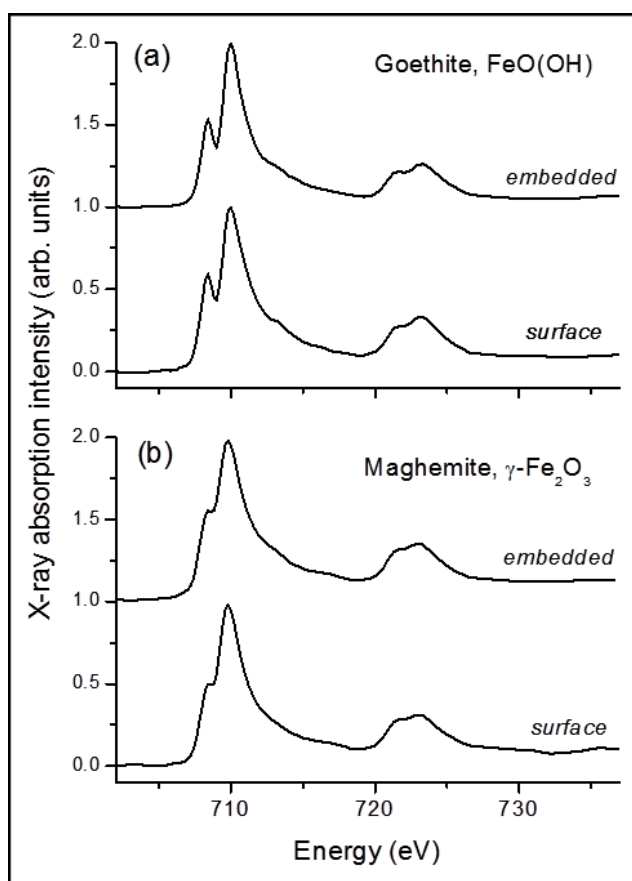 X-ray absorption intensity (arb. units)
(a)
Goethite, FeO(OH)
embedded
surface
2.0
1.5
1.0
0.5
0.0
(b)
Maghemite, γ-Fe₂O₃
embedded
surface
2.0
1.5
1.0
0.5
0.0
710 720 730
Energy (eV)